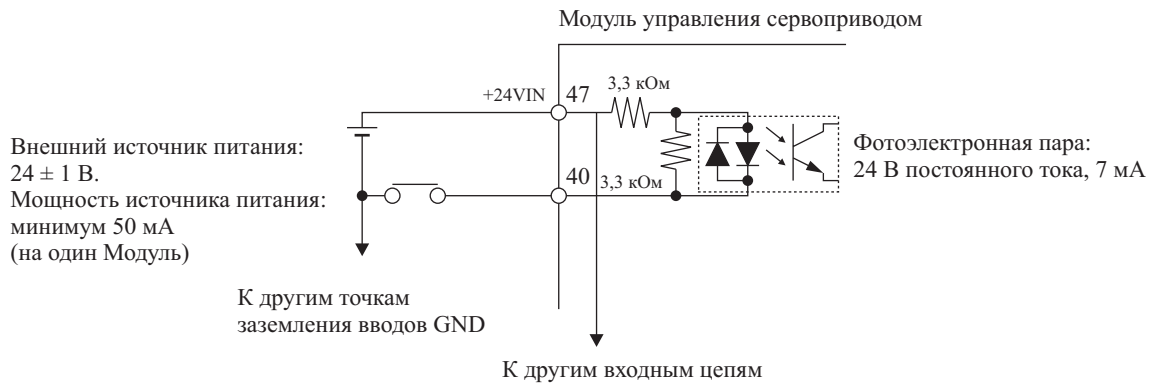 Модуль управления сервоприводом
+24VIN
47
3,3 кОм
Внешний источник питания:
24 ± 1 В.
Мощность источника питания:
минимум 50 мА
(на один Модуль)
40
3,3 кОм
Фотоэлектронная пара:
24 В постоянного тока, 7 мА
К другим точкам
заземления вводов GND
К другим входным цепям